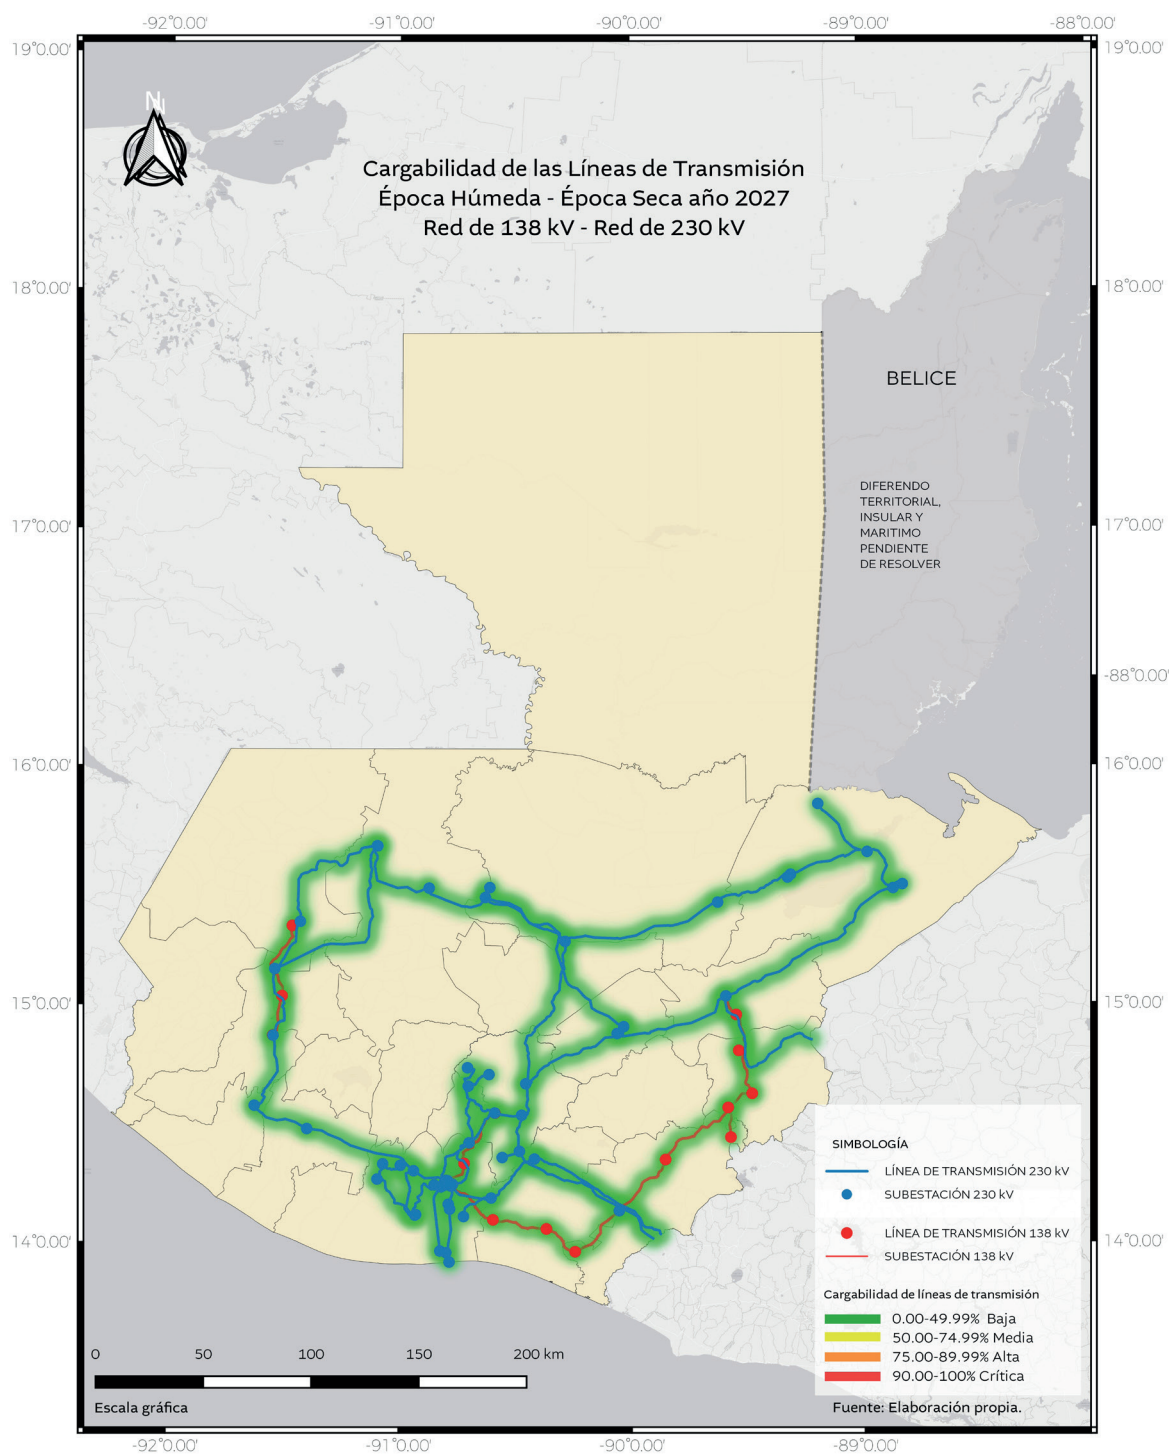 -92°0.00'
-91°0.00'
-90°0.00'
-89°0.00'
-88°0.00'
19°0.00'
19°0.00'
N
Cargabilidad de las Líneas de Transmisión
Época Húmeda - Época Seca año 2027
Red de 138 kV - Red de 230 kV
18°0.00'
18°0.00'
BELICE
DIFERENDO
TERRITORIAL,
INSULAR Y
MARITIMO
PENDIENTE
DE RESOLVER
17°0.00'
17°0.00'
-88°0.00'
16°0.00'
16°0.00'
15°0.00'
15°0.00'
14°0.00'
14°0.00'
SIMBOLOGÍA
LÍNEA DE TRANSMISIÓN 230 kV
SUBESTACIÓN 230 kV
LÍNEA DE TRANSMISIÓN 138 kV
SUBESTACIÓN 138 kV
Cargabilidad de líneas de transmisión
0.00-49.99% Baja
50.00-74.99% Media
75.00-89.99% Alta
90.00-100% Crítica
Fuente: Elaboración propia.
0 50 100 150 200 km
Escala gráfica
-92°0.00'
-91°0.00'
-90°0.00'
-89°0.00'